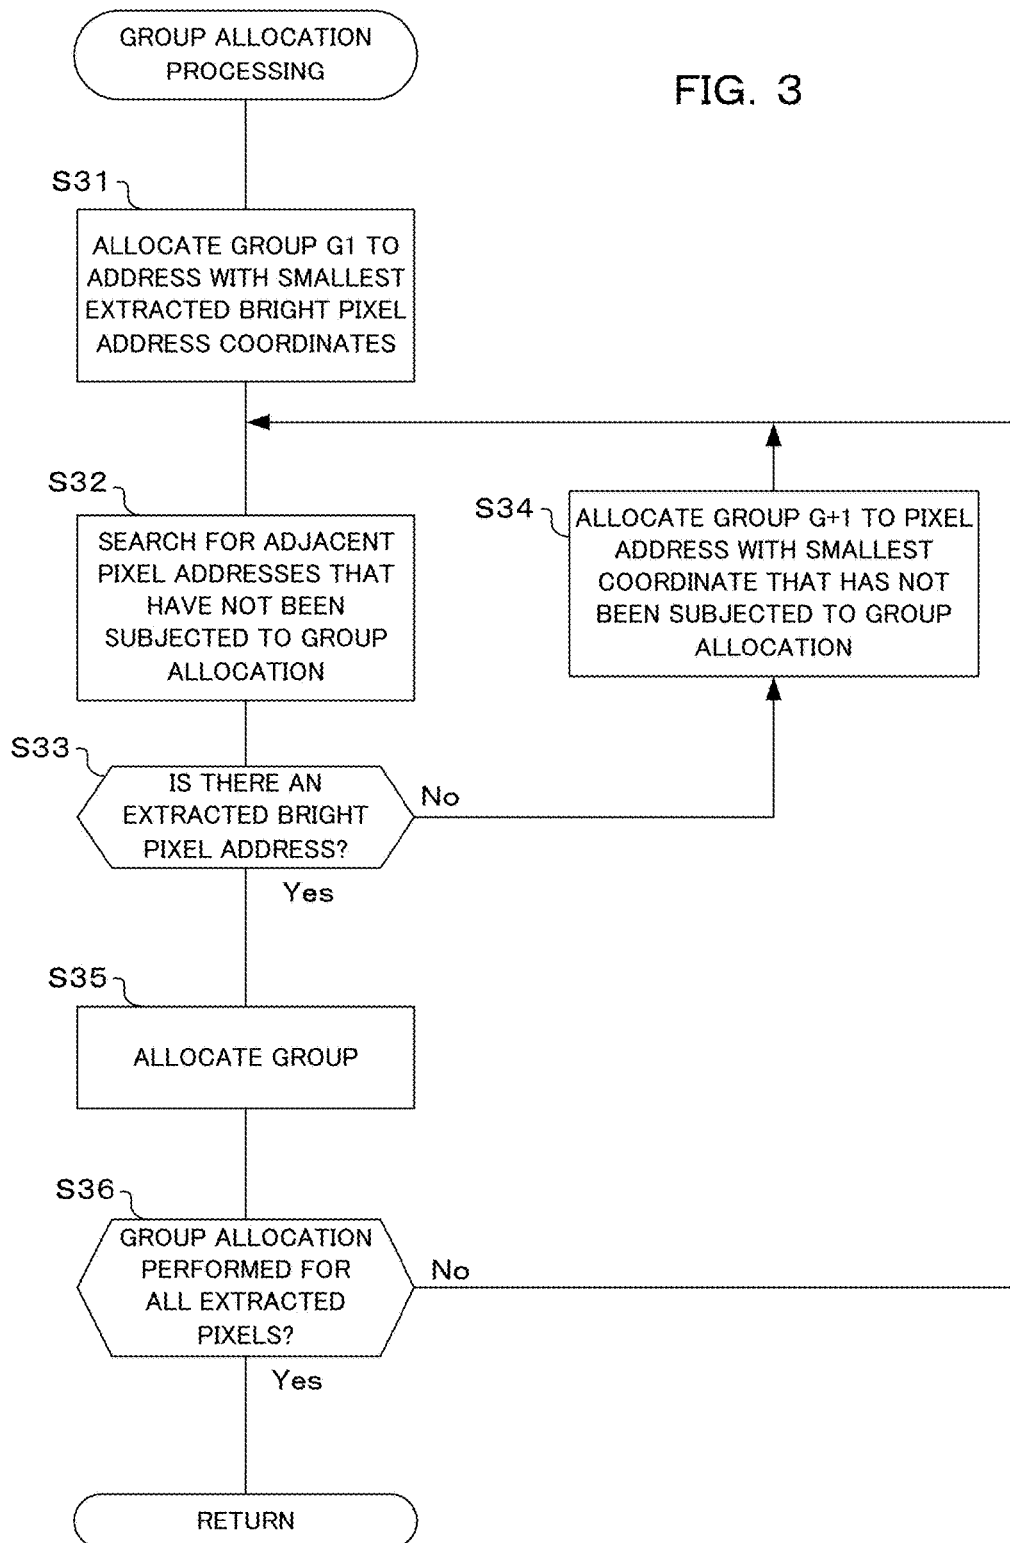 GROUP ALLOCATION
PROCESSING
FIG. 3
S31
ALLOCATE GROUP G1 TO
ADDRESS WITH SMALLEST
EXTRACTED BRIGHT PIXEL
ADDRESS COORDINATES
S32
SEARCH FOR ADJACENT
PIXEL ADDRESSES THAT
HAVE NOT BEEN
SUBJECTED TO GROUP
ALLOCATION
S34
ALLOCATE GROUP G+1 TO PIXEL
ADDRESS WITH SMALLEST
COORDINATE THAT HAS NOT
BEEN SUBJECTED TO GROUP
ALLOCATION
S33
IS THERE AN
EXTRACTED BRIGHT
PIXEL ADDRESS?
No
Yes
S35
ALLOCATE GROUP
S36
GROUP ALLOCATION
PERFORMED FOR
ALL EXTRACTED
PIXELS?
No
Yes
RETURN